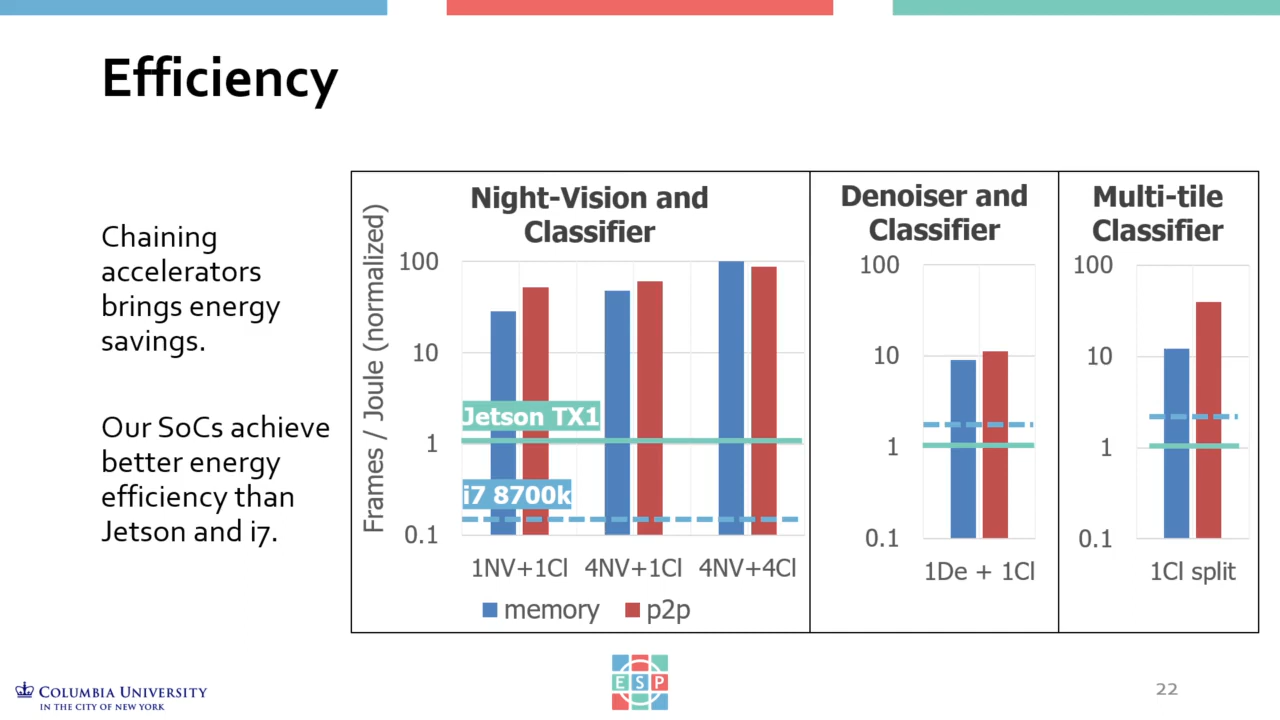 Efficiency
Chaining
accelerators
brings energy
savings.
Our SoCs achieve
better energy
efficiency than
Jetson and i7.
Frames / Joule (normalized)
Night-Vision and
Classifier
100
10
1
0.1
Jetson TX1
i7 8700k
1NV+1Cl 4NV+1Cl 4NV+4Cl
memory p2p
Denoiser and
Classifier
100
10
1
0.1
1De + 1Cl
Multi-tile
Classifier
100
10
1
0.1
1Cl split
COLUMBIA UNIVERSITY
IN THE CITY OF NEW YORK
ESP
22